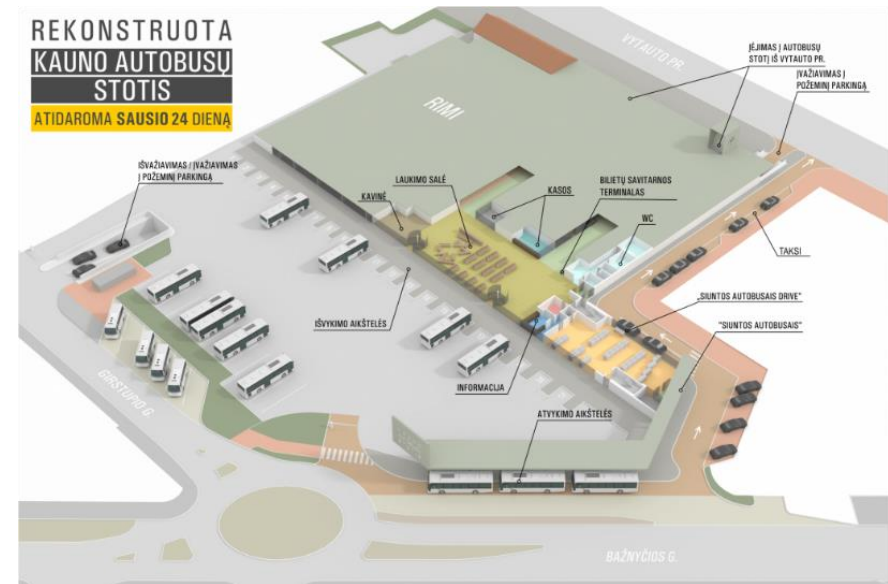 REKONSTRUOTA
KAUNO AUTOBUSŲ
STOTIS
ATIDAROMA SAUSIO 24 DIENĄ
VYTAUTO PR.
ĮĖJIMAS Į AUTOBUSŲ
STOTĮ IŠ VYTAUTO PR.
ĮVAŽIAVIMAS Į
POŽEMINĮ PARKINGĄ
RIMI
IŠVAŽIAVIMAS / ĮVAŽIAVIMAS
Į POŽEMINĮ PARKINGĄ
LAUKIMO SALĖ
KAVINĖ
KASOS
BILIETŲ SAVITARNOS
TERMINALAS
WC
TAKSI
„SIUNTOS AUTOBUSAIS DRIVE"
"SIUNTOS AUTOBUSAIS"
IŠVYKIMO AIKŠTELĖS
INFORMACIJA
ATVYKIMO AIKŠTELĖS
GIRSTUPIO G.
BAŽNYČIOS G.